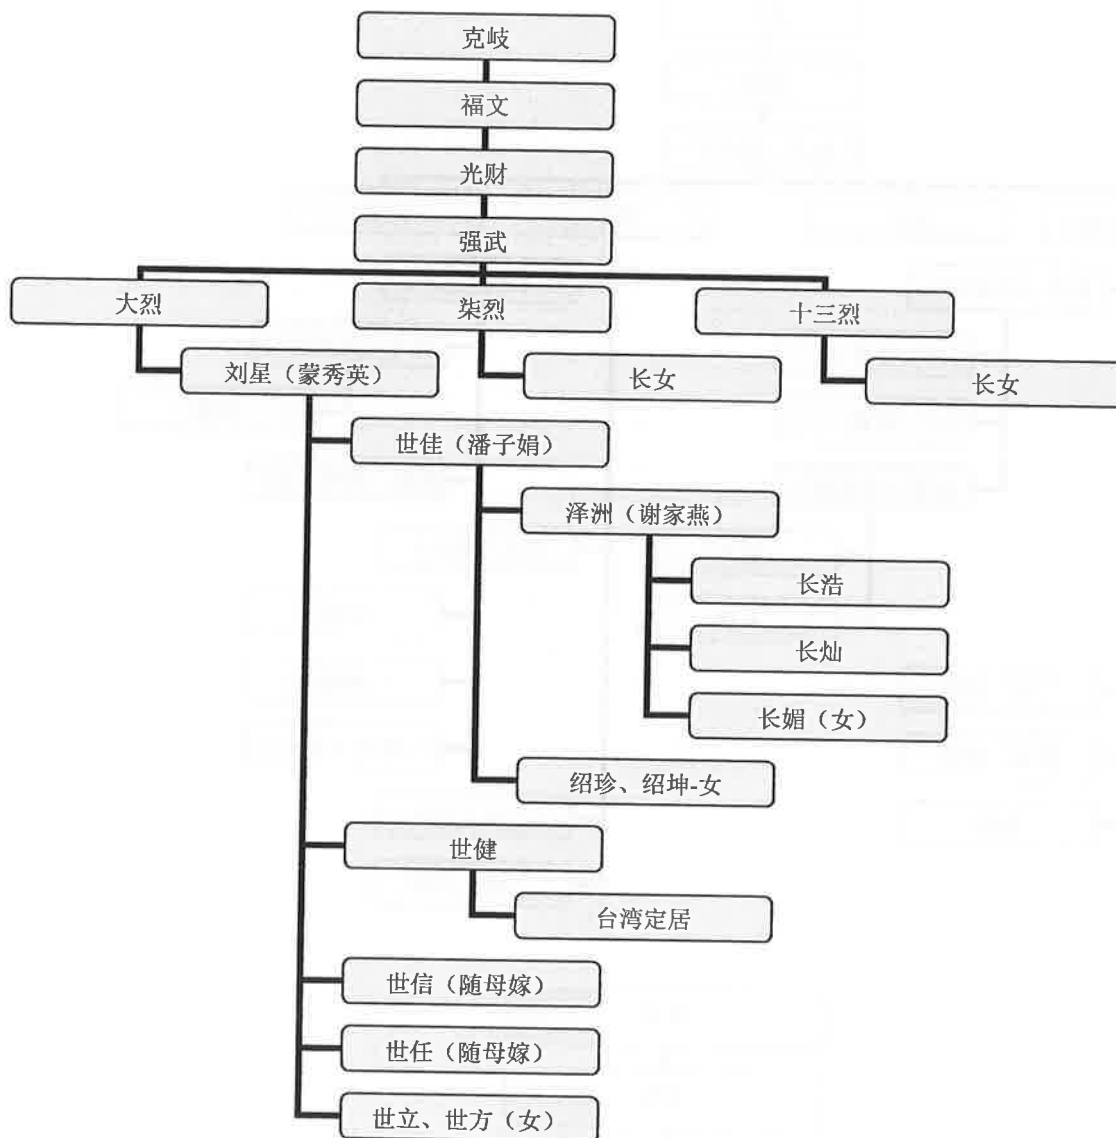 克岐
福文
光财
强武
大烈
柒烈
十三烈
刘星（蒙秀英）
长女
长女
世佳（潘子娟）
泽洲（谢家燕）
长浩
长灿
长媚（女）
绍珍、绍坤-女
世健
台湾定居
世信（随母嫁）
世任（随母嫁）
世立、世方（女）